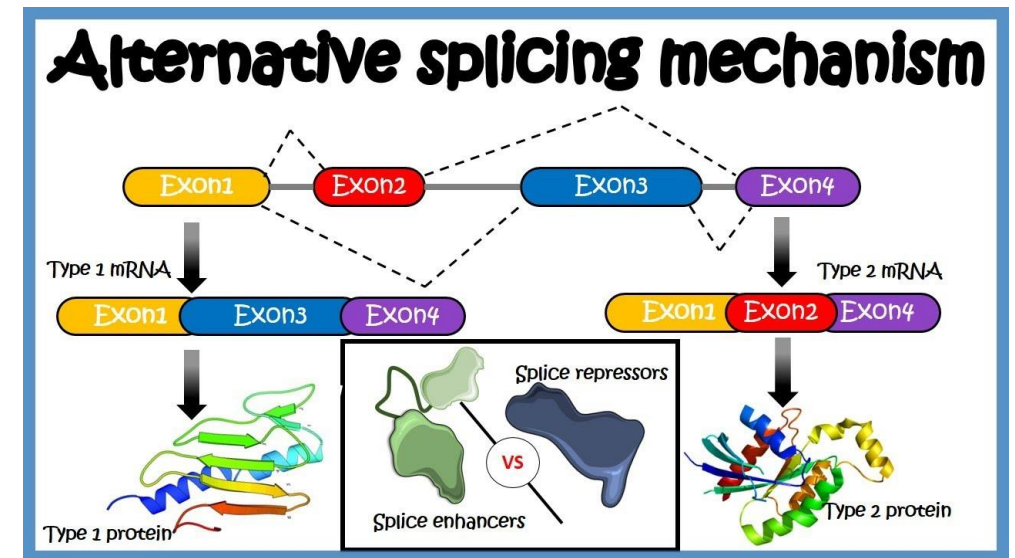 Alternative splicing mechanism
Exon1 Exon2 Exon3 Exon4
Type 1 mRNA
Type 2 mRNA
Exon1 Exon3 Exon4
Exon1 Exon2 Exon4
Splice repressors
VS
Splice enhancers
Type 1 protein
Type 2 protein